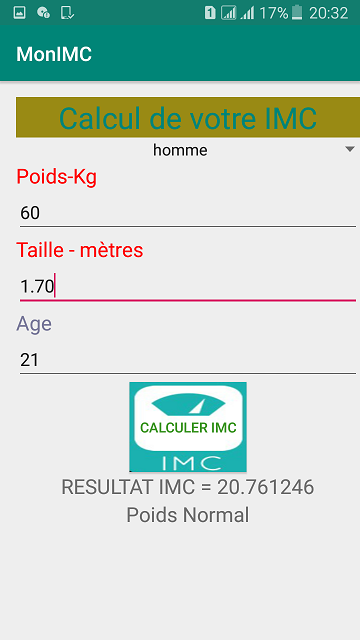 1 17% 20:32
MonIMC
Calcul de votre IMC
homme
Poids-Kg
60
Taille - mètres
1.70
Age
21
CALCULER IMC
IMC
RESULTAT IMC = 20.761246
Poids Normal